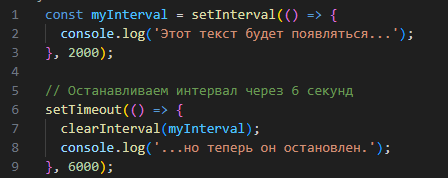 1 const myInterval = setInterval(() => {
2   console.log('Этот текст будет появляться...');
3 }, 2000);
4
5 // Останавливаем интервал через 6 секунд
6 setTimeout(() => {
7   clearInterval(myInterval);
8   console.log('...но теперь он остановлен.');
9 }, 6000);